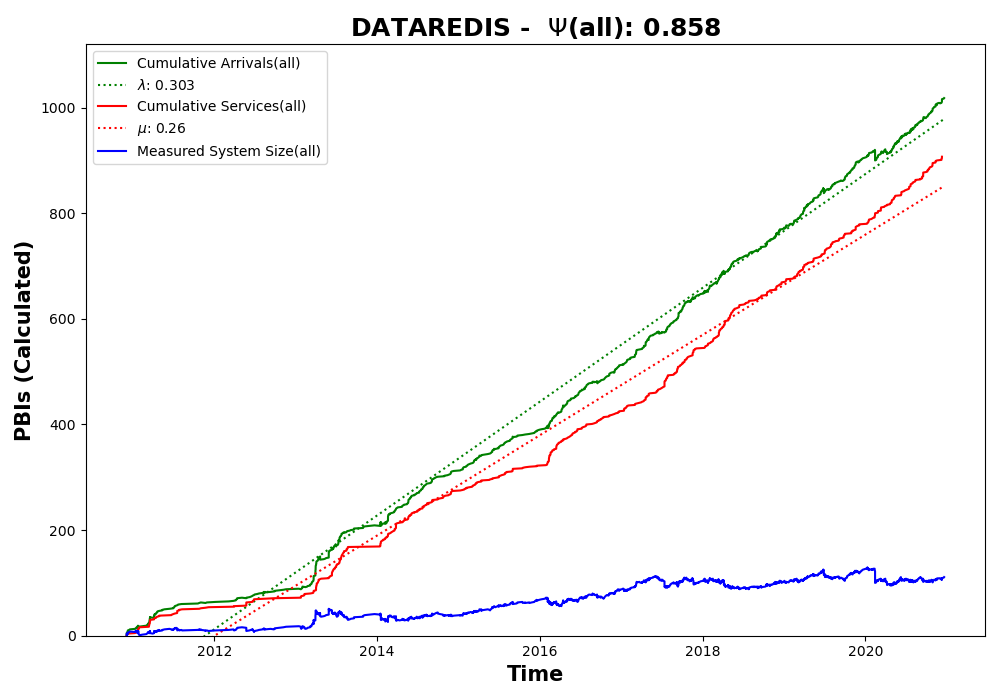 DATAREDIS -  Ψ(all): 0.858
Cumulative Arrivals(all)
λ: 0.303
Cumulative Services(all)
μ: 0.26
Measured System Size(all)
1000
800
600
400
200
0
PBIs (Calculated)
2012 2014 2016 2018 2020
Time